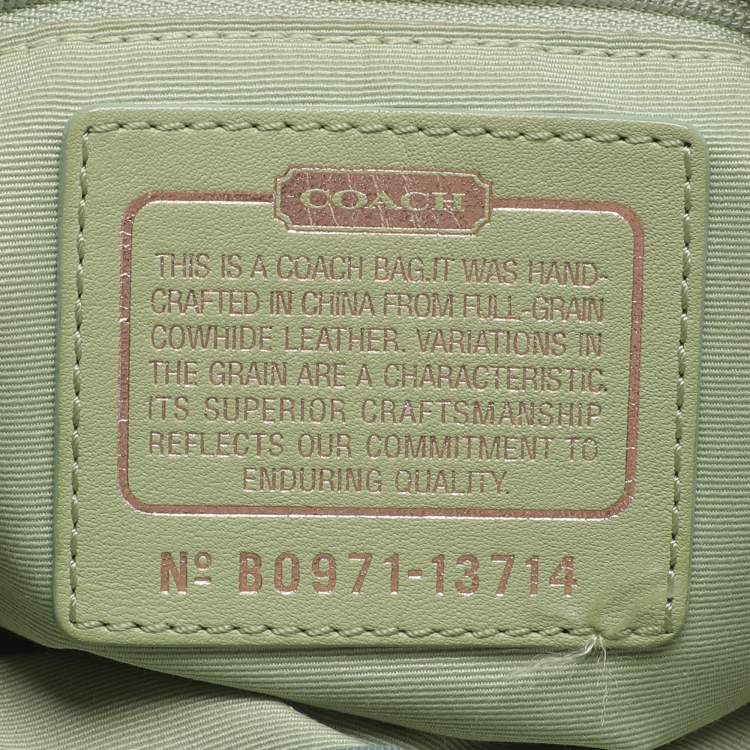 COACH
THIS IS A COACH BAG.IT WAS HAND-
CRAFTED IN CHINA FROM FULL-GRAIN
COWHIDE LEATHER. VARIATIONS IN
THE GRAIN ARE A CHARACTERISTIC.
ITS SUPERIOR CRAFTSMANSHIP
REFLECTS OUR COMMITMENT TO
ENDURING QUALITY.
Nº B0971-13714